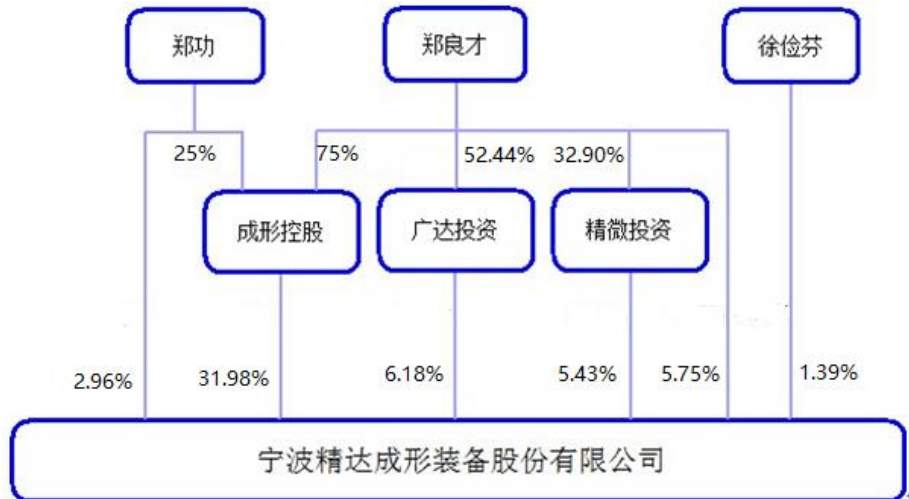 郑功
郑良才
徐俭芬
25%
75%
52.44%
32.90%
成形控股
广达投资
精微投资
2.96%
31.98%
6.18%
5.43%
5.75%
1.39%
宁波精达成形装备股份有限公司